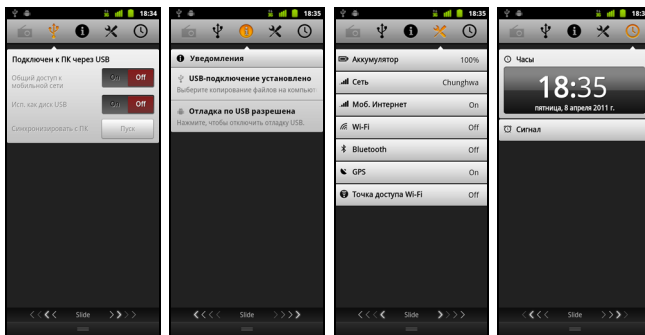 18:34
Подключен к ПК через USB
Общий доступ к
мобильной сети
On Off
Исп. как диск USB
On Off
Синхронизировать с ПК
Пуск
<<<< Slide >>>>
18:35
Уведомления
USB-подключение установлено
Выберите копирование файлов на компьют
Отладка по USB разрешена
Нажмите, чтобы отключить отладку USB.
<<<< Slide >>>>
18:35
Аккумулятор 100%
Сеть Chunghwa
Моб. Интернет On
Wi-Fi Off
Bluetooth Off
GPS On
Точка доступа Wi-Fi Off
<<<< Slide >>>>
Часы
18:35
пятница, 8 апреля 2011 г.
Сигнал
<<<< Slide >>>>